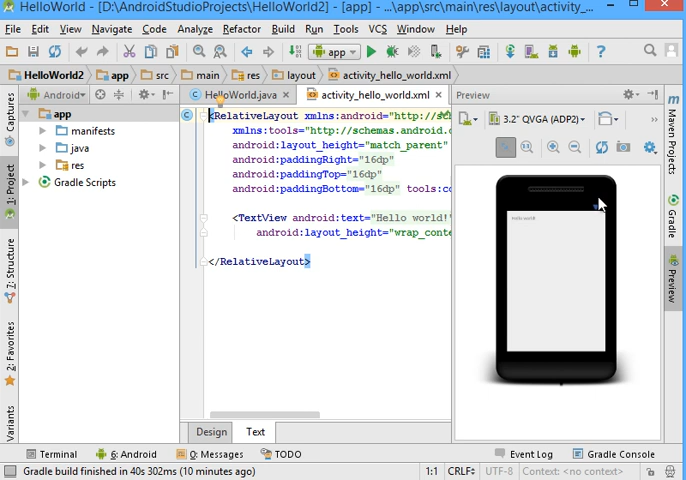 HelloWorld - [D:\AndroidStudioProjects\HelloWorld2] - [app] - ...\app\src\main\res\layout\activity_...
File Edit View Navigate Code Analyze Refactor Build Run Tools VCS Window Help
app
HelloWorld2 app src main res layout activity_hello_world.xml
Captures
1: Project
7: Structure
2: Favorites
Variants
Android
app
manifests
java
res
Gradle Scripts
HelloWorld.java activity_hello_world.xml
<RelativeLayout xmlns:android="http://sch
xmlns:tools="http://schemas.android.c
android:layout_height="match_parent"
android:paddingRight="16dp"
android:paddingTop="16dp"
android:paddingBottom="16dp" tools:co
<TextView android:text="Hello world!"
android:layout_height="wrap_conte
</RelativeLayout>
Design Text
Preview
3.2" QVGA (ADP2)
Hello world!
Maven Projects
Gradle
Preview
Terminal 6: Android 0: Messages TODO Event Log Gradle Console
Gradle build finished in 40s 302ms (10 minutes ago) 1:1 CRLF UTF-8 Context: <no context>